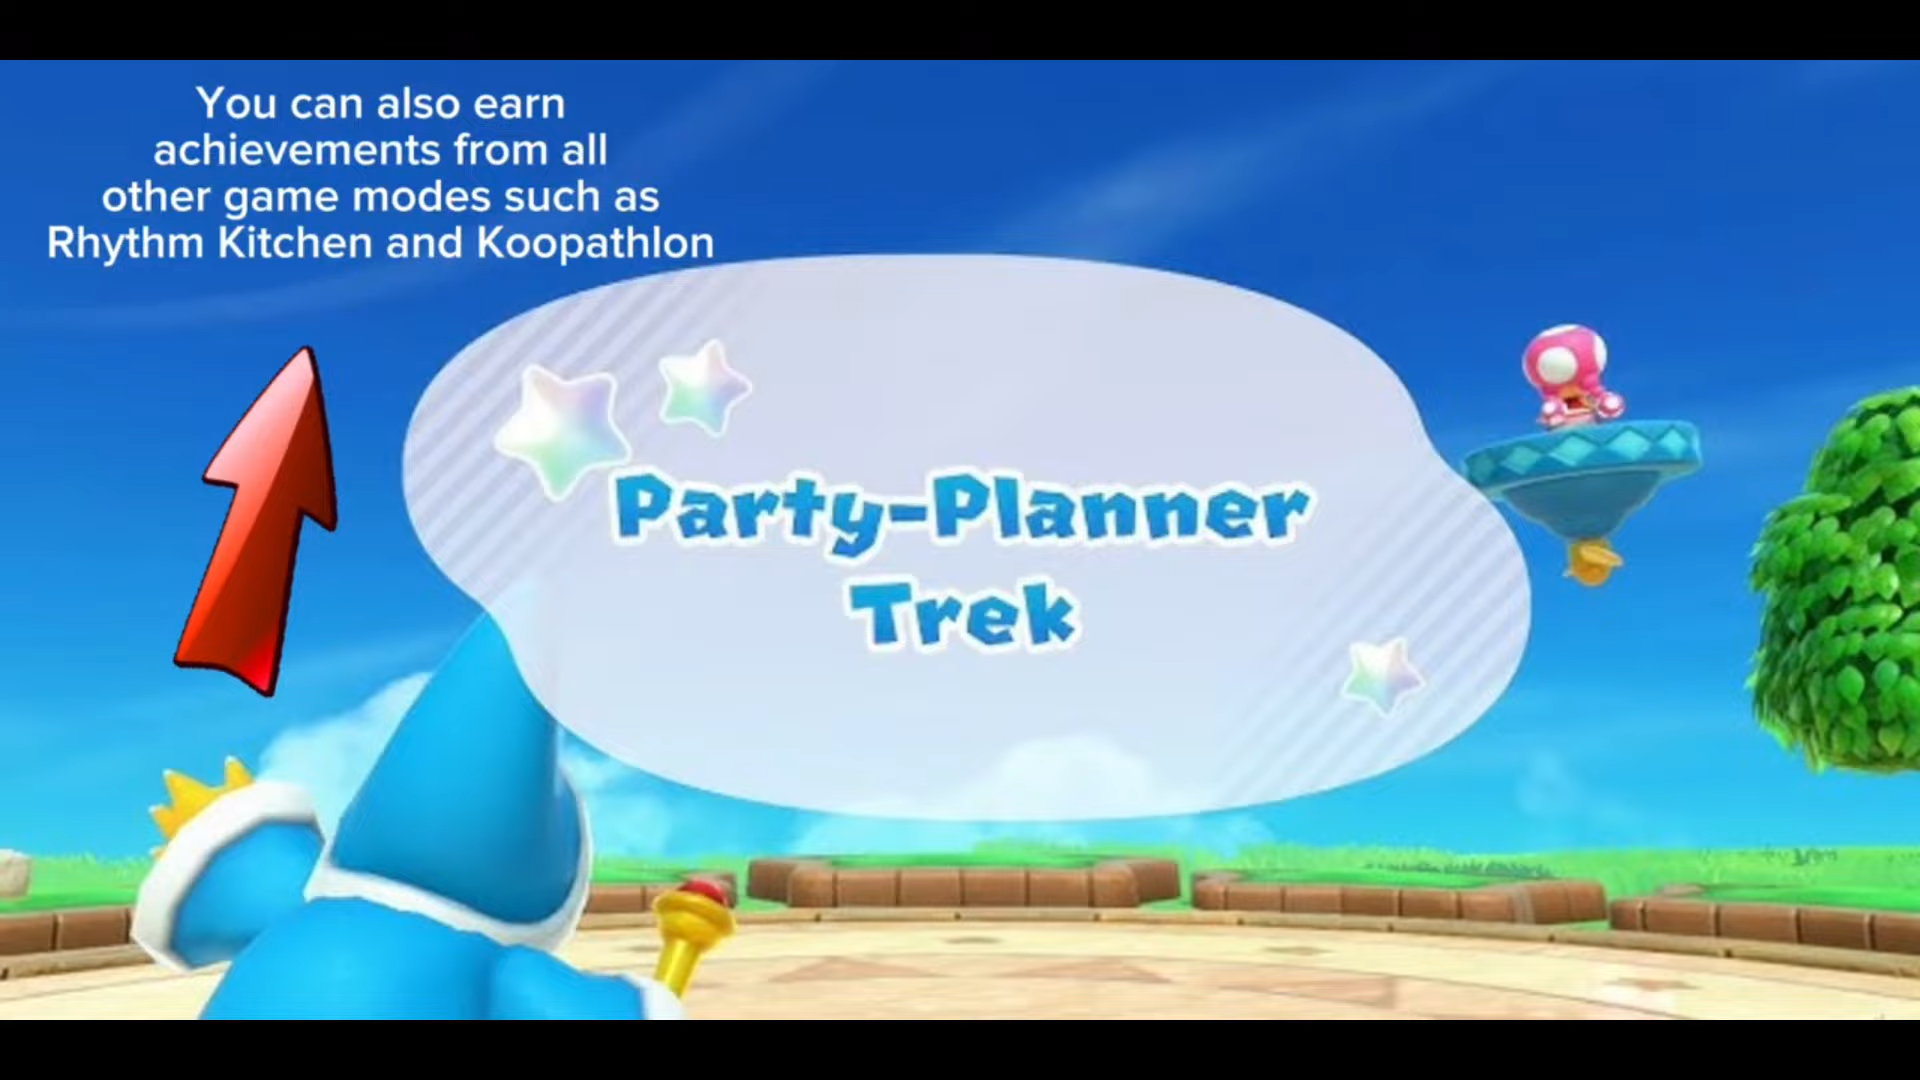 You can also earn
achievements from all
other game modes such as
Rhythm Kitchen and Koopathlon
Party-Planner
Trek